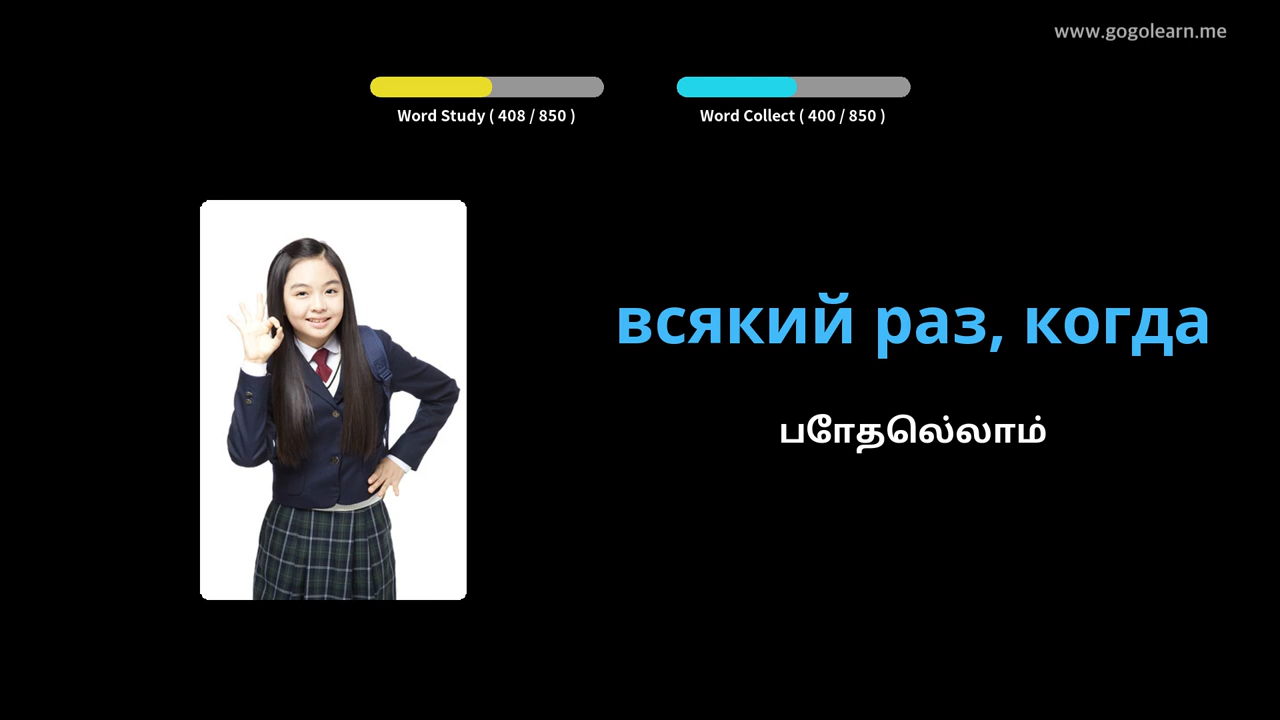 www.gogolearn.me
Word Study ( 408 / 850 )
Word Collect ( 400 / 850 )
всякий раз, когда
போதெல்லாம்